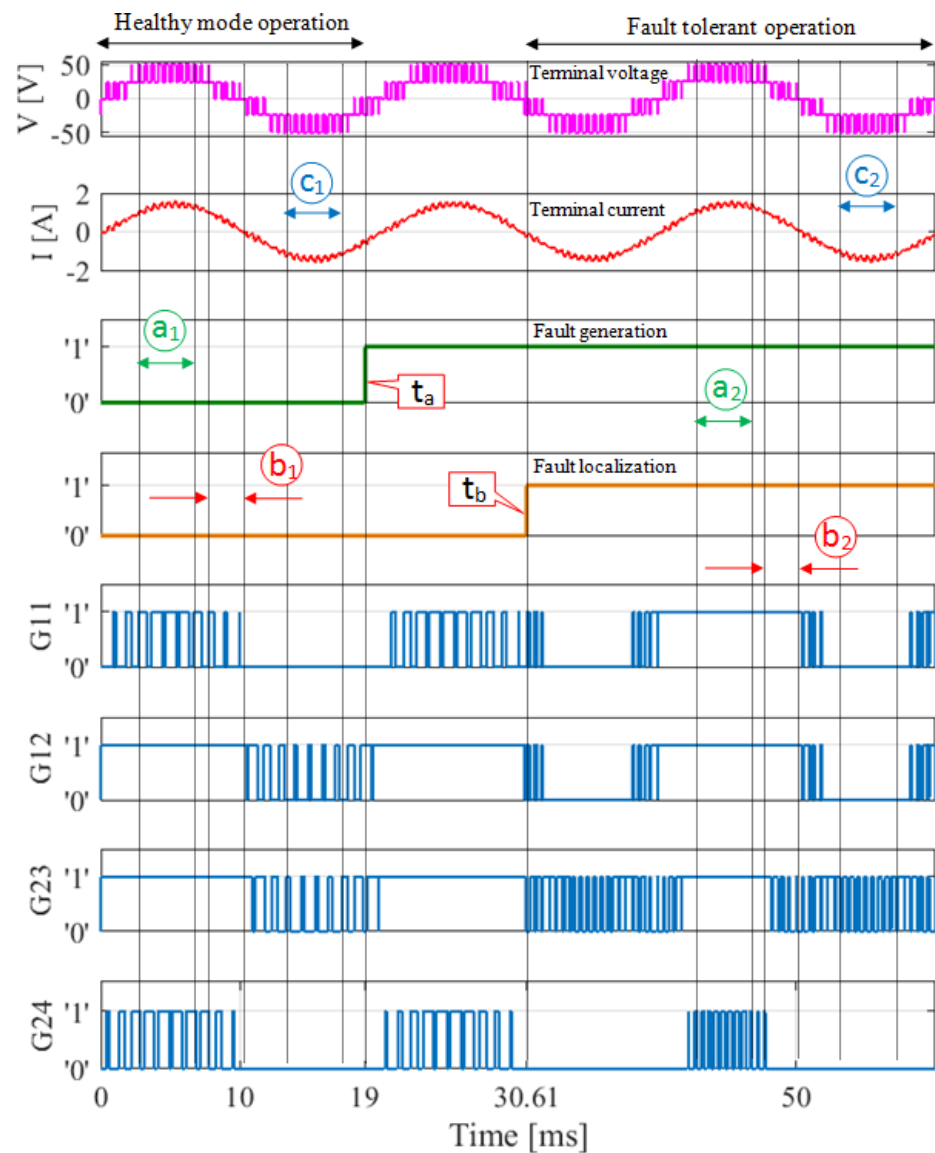 Healthy mode operation
Fault tolerant operation
V [V]
50
0
-50
Terminal voltage
c1
c2
I [A]
2
0
-2
Terminal current
'1'
'0'
a1
Fault generation
ta
a2
'1'
'0'
b1
Fault localization
tb
b2
G11
'1'
'0'
G12
'1'
'0'
G23
'1'
'0'
G24
'1'
'0'
0
10
19
30.61
50
Time [ms]